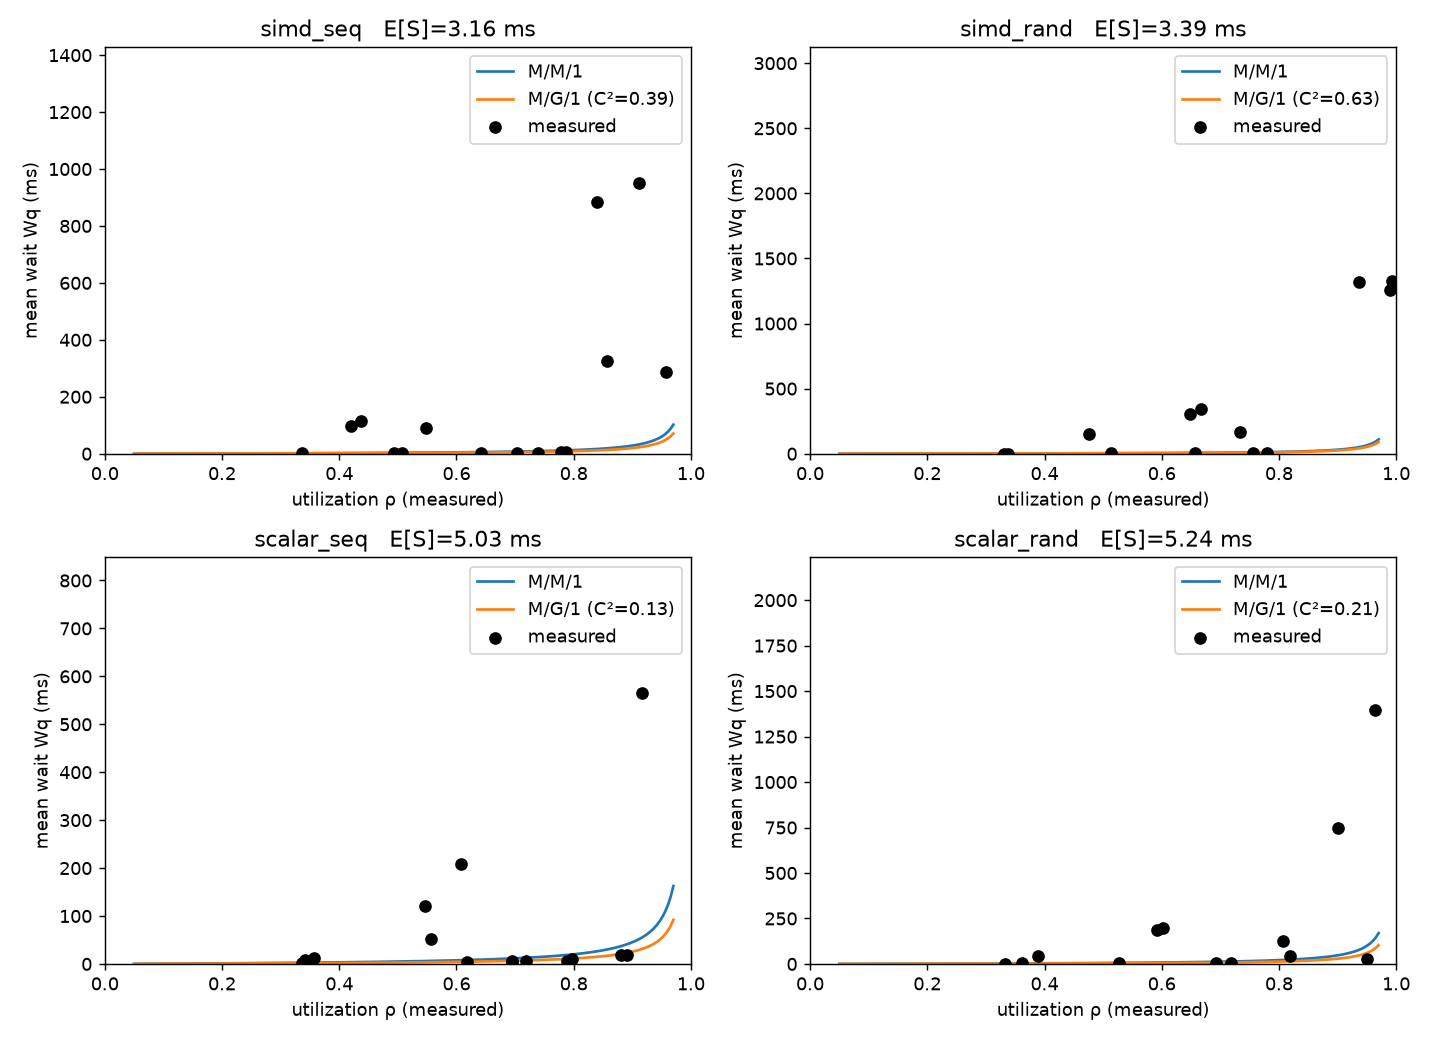 simd_seq   E[S]=3.16 ms
mean wait Wq (ms)
1400
1200
1000
800
600
400
200
0
M/M/1
M/G/1 (C²=0.39)
measured
0.0 0.2 0.4 0.6 0.8 1.0
utilization ρ (measured)
simd_rand   E[S]=3.39 ms
mean wait Wq (ms)
3000
2500
2000
1500
1000
500
0
M/M/1
M/G/1 (C²=0.63)
measured
0.0 0.2 0.4 0.6 0.8 1.0
utilization ρ (measured)
scalar_seq   E[S]=5.03 ms
mean wait Wq (ms)
800
700
600
500
400
300
200
100
0
M/M/1
M/G/1 (C²=0.13)
measured
0.0 0.2 0.4 0.6 0.8 1.0
utilization ρ (measured)
scalar_rand   E[S]=5.24 ms
mean wait Wq (ms)
2000
1750
1500
1250
1000
750
500
250
0
M/M/1
M/G/1 (C²=0.21)
measured
0.0 0.2 0.4 0.6 0.8 1.0
utilization ρ (measured)